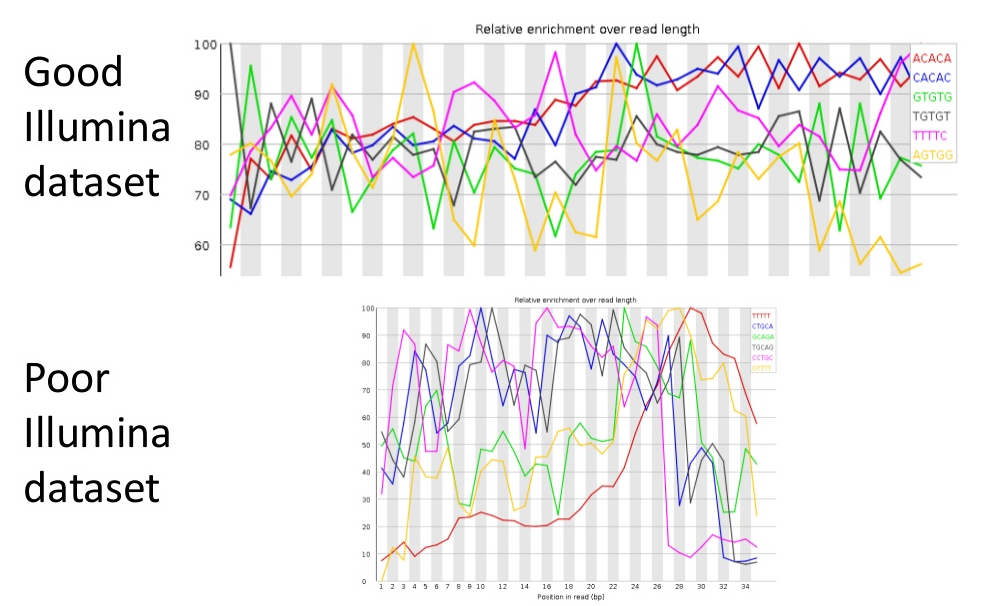 Relative enrichment over read length
Good
Illumina
dataset
100
90
80
70
60
ACACA
CACAC
GTGTG
TGTGT
TTTTC
AGTGG
Relative enrichment over read length
Poor
Illumina
dataset
100
90
80
70
60
50
40
30
20
10
0
TTTTT
CTGCA
GCAGA
TGCAG
CCTGC
GTTTT
1 2 3 4 5 6 7 8 9 10 12 14 16 18 20 22 24 26 28 30 32 34
Position in read (bp)